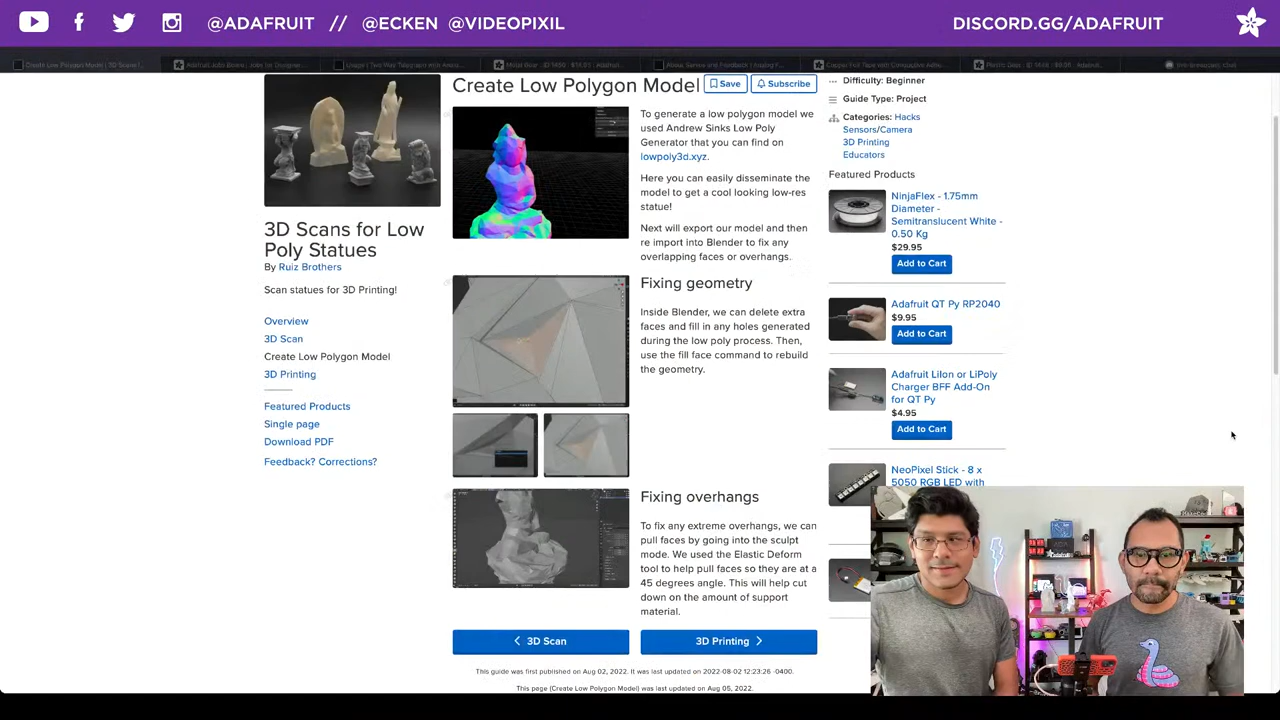 @ADAFRUIT // @ECKEN @VIDEOPIXIL
DISCORD.GG/ADAFRUIT
3D Scans for Low
Poly Statues
By Ruiz Brothers
Scan statues for 3D Printing!
Overview
3D Scan
Create Low Polygon Model
3D Printing
Featured Products
Single page
Download PDF
Feedback? Corrections?
Create Low Polygon Model
Save
Subscribe
To generate a low polygon model we
used Andrew Sinks Low Poly
Generator that you can find on
lowpoly3d.xyz.
Here you can easily disseminate the
model to get a cool looking low-res
statue!
Next will export our model and then
re import into Blender to fix any
overlapping faces or overhangs.
Fixing geometry
Inside Blender, we can delete extra
faces and fill in any holes generated
during the low poly process. Then,
use the fill face command to rebuild
the geometry.
Fixing overhangs
To fix any extreme overhangs, we can
pull faces by going into the sculpt
mode. We used the Elastic Deform
tool to help pull faces so they are at a
45 degrees angle. This will help cut
down on the amount of support
material.
3D Scan
3D Printing
This guide was first published on Aug 02, 2022. It was last updated on 2022-08-02 12:23:26 -0400.
This page (Create Low Polygon Model) was last updated on Aug 05, 2022.
Difficulty: Beginner
Guide Type: Project
Categories: Hacks
Sensors/Camera
3D Printing
Educators
Featured Products
NinjaFlex - 1.75mm
Diameter -
Semitranslucent White -
0.50 Kg
$29.95
Add to Cart
Adafruit QT Py RP2040
$9.95
Add to Cart
Adafruit LiIon or LiPoly
Charger BFF Add-On
for QT Py
$4.95
Add to Cart
NeoPixel Stick - 8 x
5050 RGB LED with